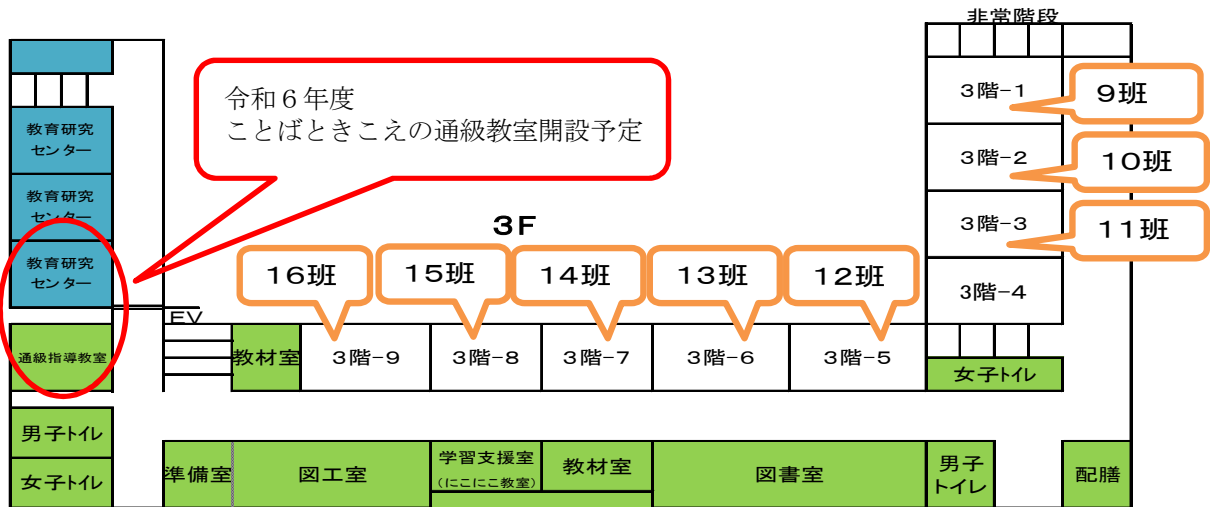 非常階段
令和６年度
ことばときこえの通級教室開設予定
教育研究
センター
教育研究
センター
教育研究
センター
3階-1
9班
3階-2
10班
3階-3
11班
3階-4
3F
16班
15班
14班
13班
12班
EV
通級指導教室
教材室
3階-9
3階-8
3階-7
3階-6
3階-5
女子トイレ
男子トイレ
女子トイレ
準備室
図工室
学習支援室
(にこにこ教室)
教材室
図書室
男子
トイレ
配膳